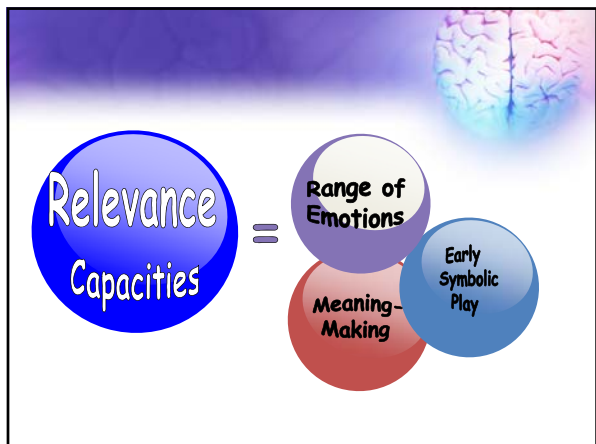 Relevance
Capacities
=
Range of
Emotions
Early
Symbolic
Play
Meaning-
Making